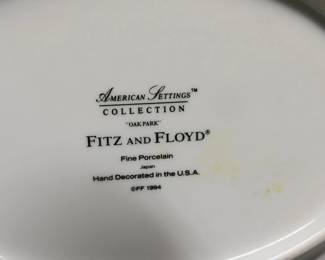 American Settings™
COLLECTION
"OAK PARK"
FITZ AND FLOYD®
Fine Porcelain
Japan
Hand Decorated in the U.S.A.
©FF 1994